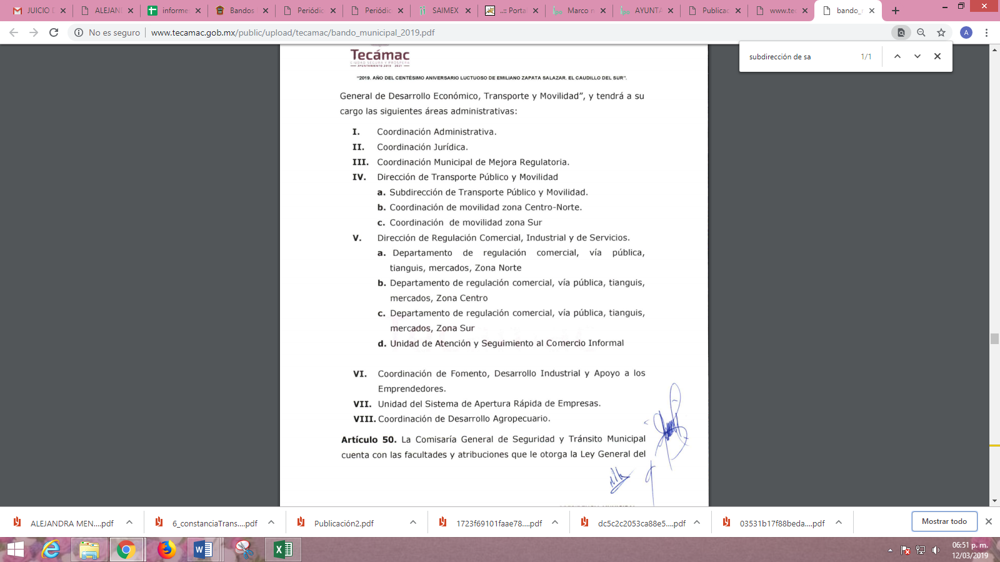 JUICIO
ALEJAN
informe
Bandos
Periódic
Periódic
SAIMEX
..:: Porta
Marco n
AYUNTA
Publicac
www.tec
bando_
No es seguro
www.tecamac.gob.mx/public/upload/tecamac/bando_municipal_2019.pdf
A
subdirección de sa
1/1
Tecámac
CIUDAD SEGURA Y PRÓSPERA
AYUNTAMIENTO 2019 - 2021
"2019. AÑO DEL CENTÉSIMO ANIVERSARIO LUCTUOSO DE EMILIANO ZAPATA SALAZAR. EL CAUDILLO DEL SUR".
General de Desarrollo Económico, Transporte y Movilidad", y tendrá a su
cargo las siguientes áreas administrativas:
I. Coordinación Administrativa.
II. Coordinación Jurídica.
III. Coordinación Municipal de Mejora Regulatoria.
IV. Dirección de Transporte Público y Movilidad
a. Subdirección de Transporte Público y Movilidad.
b. Coordinación de movilidad zona Centro-Norte.
c. Coordinación de movilidad zona Sur
V. Dirección de Regulación Comercial, Industrial y de Servicios.
a. Departamento de regulación comercial, vía pública,
tianguis, mercados, Zona Norte
b. Departamento de regulación comercial, vía pública, tianguis,
mercados, Zona Centro
c. Departamento de regulación comercial, vía pública, tianguis,
mercados, Zona Sur
d. Unidad de Atención y Seguimiento al Comercio Informal
VI. Coordinación de Fomento, Desarrollo Industrial y Apoyo a los
Emprendedores.
VII. Unidad del Sistema de Apertura Rápida de Empresas.
VIII. Coordinación de Desarrollo Agropecuario.
Artículo 50. La Comisaría General de Seguridad y Tránsito Municipal
cuenta con las facultades y atribuciones que le otorga la Ley General del
ALEJANDRA MEN....pdf
6_constanciaTrans....pdf
Publicación2.pdf
1723f69101faae78....pdf
dc5c2c2053ca88e5....pdf
03531b17f88beda....pdf
Mostrar todo
06:51 p. m.
12/03/2019